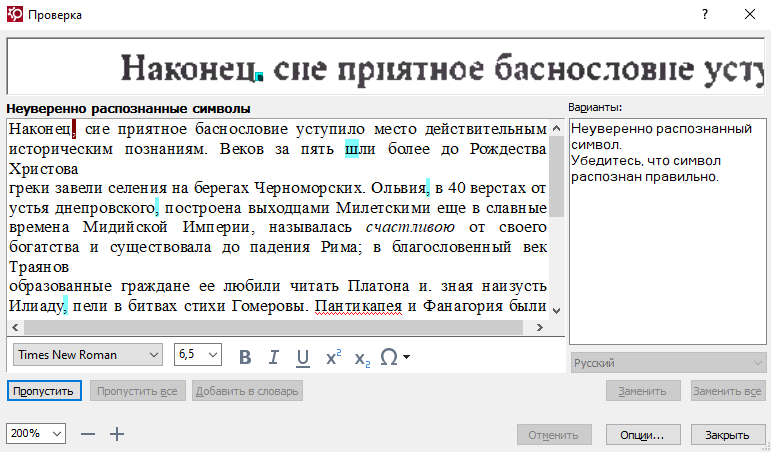 Проверка
?
Наконец, сие приятное баснословие усту
Неуверенно распознанные символы
Варианты:
Наконец, сие приятное баснословие уступило место действительным
историческим познаниям. Веков за пять шли более до Рождества
Христова
греки завели селения на берегах Черноморских. Ольвия, в 40 верстах от
устья днепровского, построена выходцами Милетскими еще в славные
времена Мидийской Империи, называлась счастливою от своего
богатства и существовала до падения Рима; в благословенный век
Траянов
образованные граждане ее любили читать Платона и. зная наизусть
Илиаду, пели в битвах стихи Гомеровы. Пантикапея и Фанагория были
Неуверенно распознанный
символ.
Убедитесь, что символ
распознан правильно.
Times New Roman
6,5
B I U x² x₂ Ω
Русский
Пропустить
Пропустить все
Добавить в словарь
Заменить
Заменить все
200%
Отменить
Опции...
Закрыть